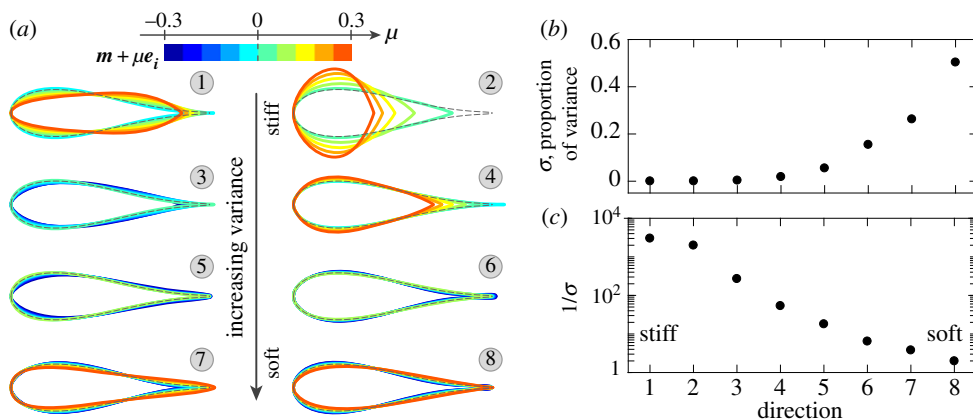 (a)
−0.3 0 0.3
μ
m + μe_i
1
2
3
4
5
6
7
8
stiff
increasing variance
soft
(b)
0.6
0.4
0.2
0
σ, proportion
of variance
(c)
10^4
10^2
1
1/σ
stiff
soft
1 2 3 4 5 6 7 8
direction